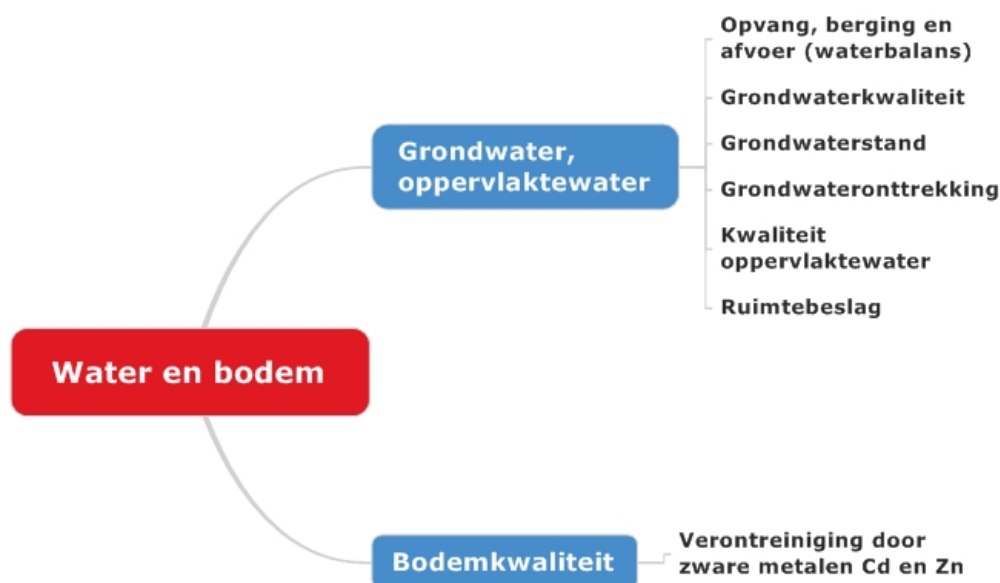 Opvang, berging en
afvoer (waterbalans)
Grondwaterkwaliteit
Grondwaterstand
Grondwateronttrekking
Kwaliteit
oppervlaktewater
Ruimtebeslag
Grondwater,
oppervlaktewater
Water en bodem
Bodemkwaliteit
Verontreiniging door
zware metalen Cd en Zn